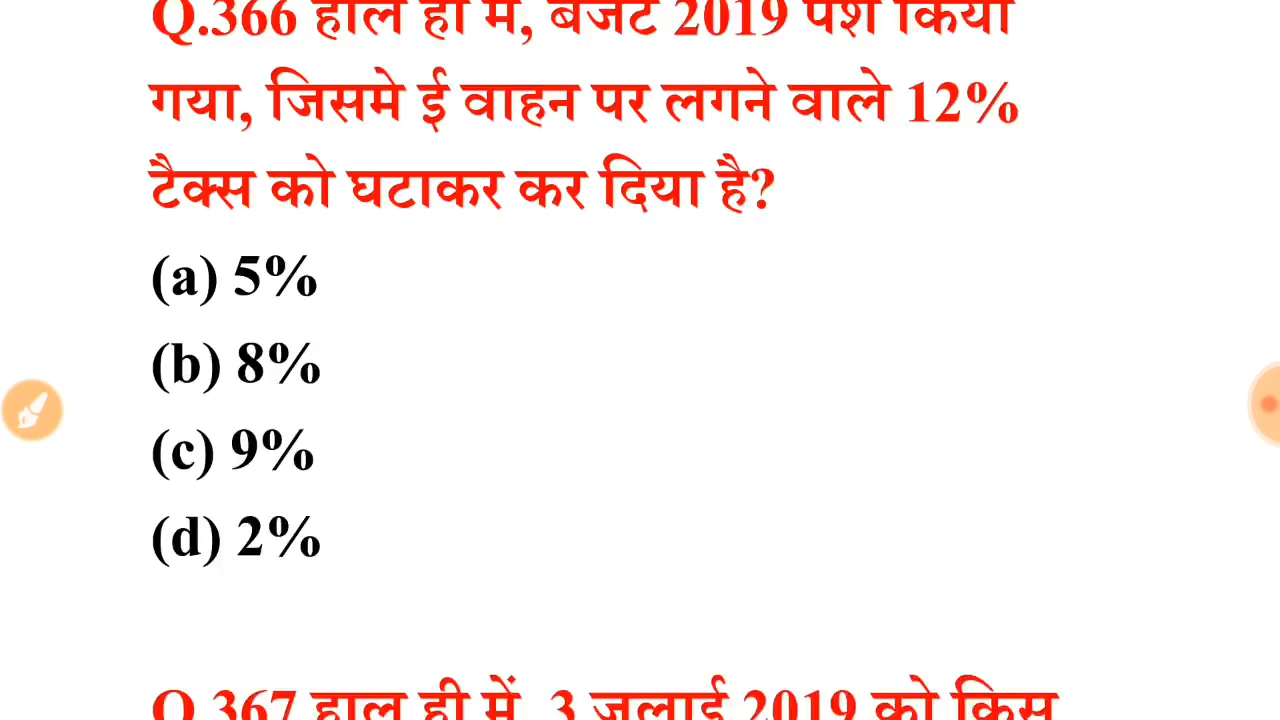 Q.366 हाल ही में, बजट 2019 पेश किया
गया, जिसमे ई वाहन पर लगने वाले 12%
टैक्स को घटाकर कर दिया है?
(a) 5%
(b) 8%
(c) 9%
(d) 2%
Q.367 हाल ही में, 3 जुलाई 2019 को किस